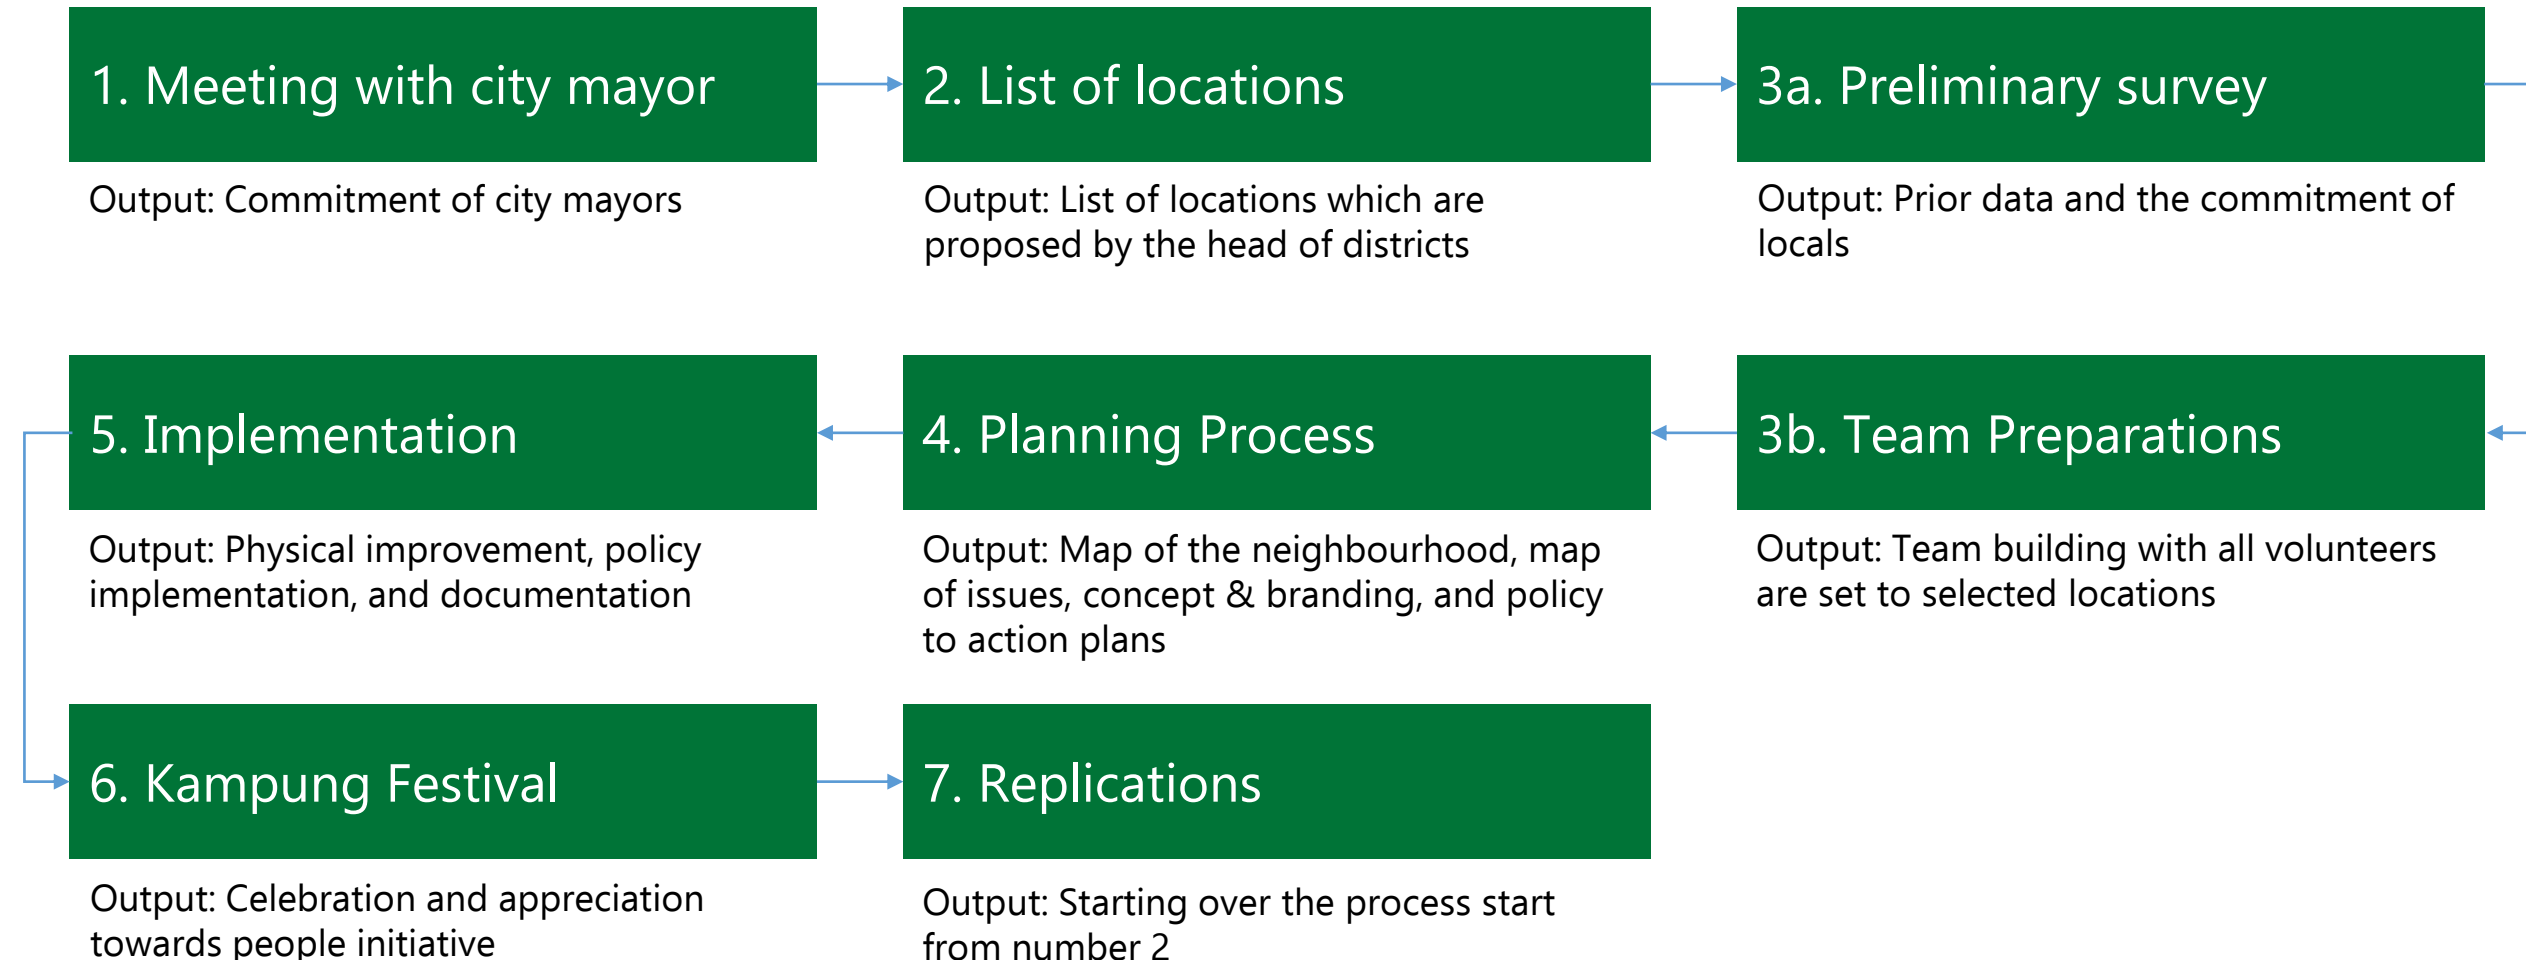 1. Meeting with city mayor
Output: Commitment of city mayors
2. List of locations
Output: List of locations which are
proposed by the head of districts
3a. Preliminary survey
Output: Prior data and the commitment of
locals
3b. Team Preparations
Output: Team building with all volunteers
are set to selected locations
4. Planning Process
Output: Map of the neighbourhood, map
of issues, concept & branding, and policy
to action plans
5. Implementation
Output: Physical improvement, policy
implementation, and documentation
6. Kampung Festival
Output: Celebration and appreciation
towards people initiative
7. Replications
Output: Starting over the process start
from number 2